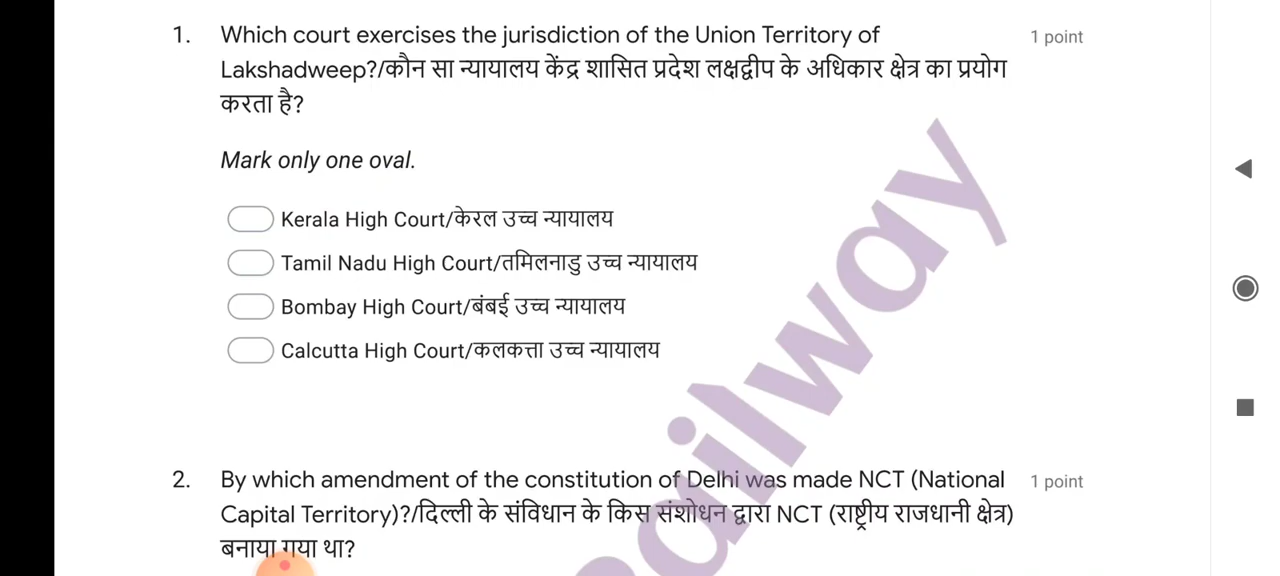 1. Which court exercises the jurisdiction of the Union Territory of 1 point
Lakshadweep?/कौन सा न्यायालय केंद्र शासित प्रदेश लक्षद्वीप के अधिकार क्षेत्र का प्रयोग
करता है?
Mark only one oval.
Kerala High Court/केरल उच्च न्यायालय
Tamil Nadu High Court/तमिलनाडु उच्च न्यायालय
Bombay High Court/बंबई उच्च न्यायालय
Calcutta High Court/कलकत्ता उच्च न्यायालय
2. By which amendment of the constitution of Delhi was made NCT (National 1 point
Capital Territory)?/दिल्ली के संविधान के किस संशोधन द्वारा NCT (राष्ट्रीय राजधानी क्षेत्र)
बनाया गया था?
Railway